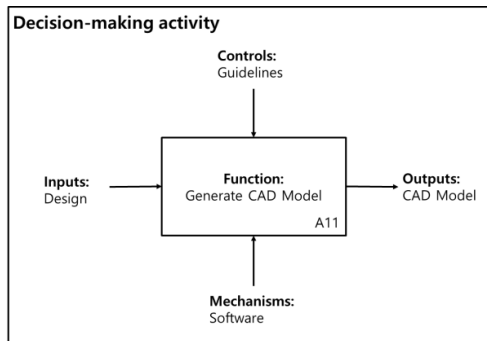 Decision-making activity
Controls:
Guidelines
Inputs:
Design
Function:
Generate CAD Model
A11
Outputs:
CAD Model
Mechanisms:
Software